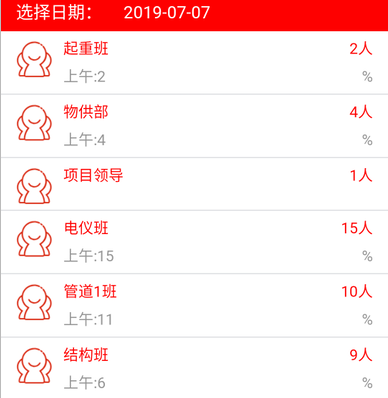 选择日期： 2019-07-07
起重班 2人
上午:2 %
物供部 4人
上午:4 %
项目领导 1人
电仪班 15人
上午:15 %
管道1班 10人
上午:11 %
结构班 9人
上午:6 %